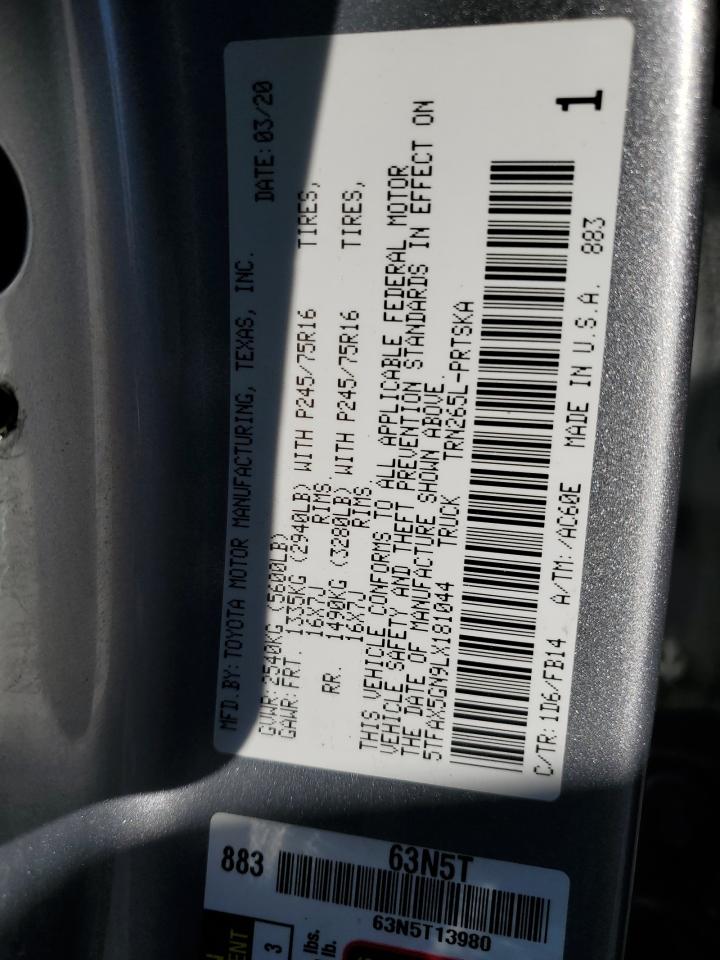 MFD.BY:TOYOTA MOTOR MANUFACTURING, TEXAS, INC.
DATE:03/20
GVWR:2540KG (5600LB)
GAWR:FRT. 1335KG (2940LB) WITH P245/75R16 TIRES,
16X7J RIMS,
RR. 1490KG (3280LB) WITH P245/75R16 TIRES,
16X7J RIMS,
THIS VEHICLE CONFORMS TO ALL APPLICABLE FEDERAL MOTOR
VEHICLE SAFETY AND THEFT PREVENTION STANDARDS IN EFFECT ON
THE DATE OF MANUFACTURE SHOWN ABOVE.
5TFAX5GN9LX181044 TRUCK TRN265L-PRTSKA
1
C/TR:1D6/FB14 A/TM:/AC60E MADE IN U.S.A. 883
883 63N5T
63N5T13980
3
lbs.
lb.